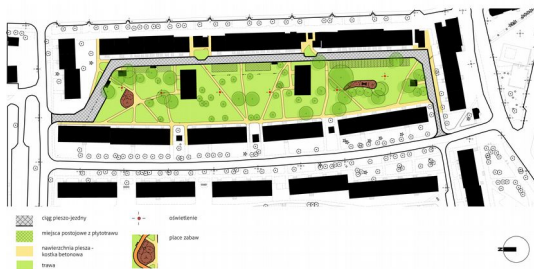 ciąg pieszo-jezdny
miejsca postojowe z płytotrawu
nawierzchnia piesza -
kostka betonowa
trawa
oświetlenie
place zabaw